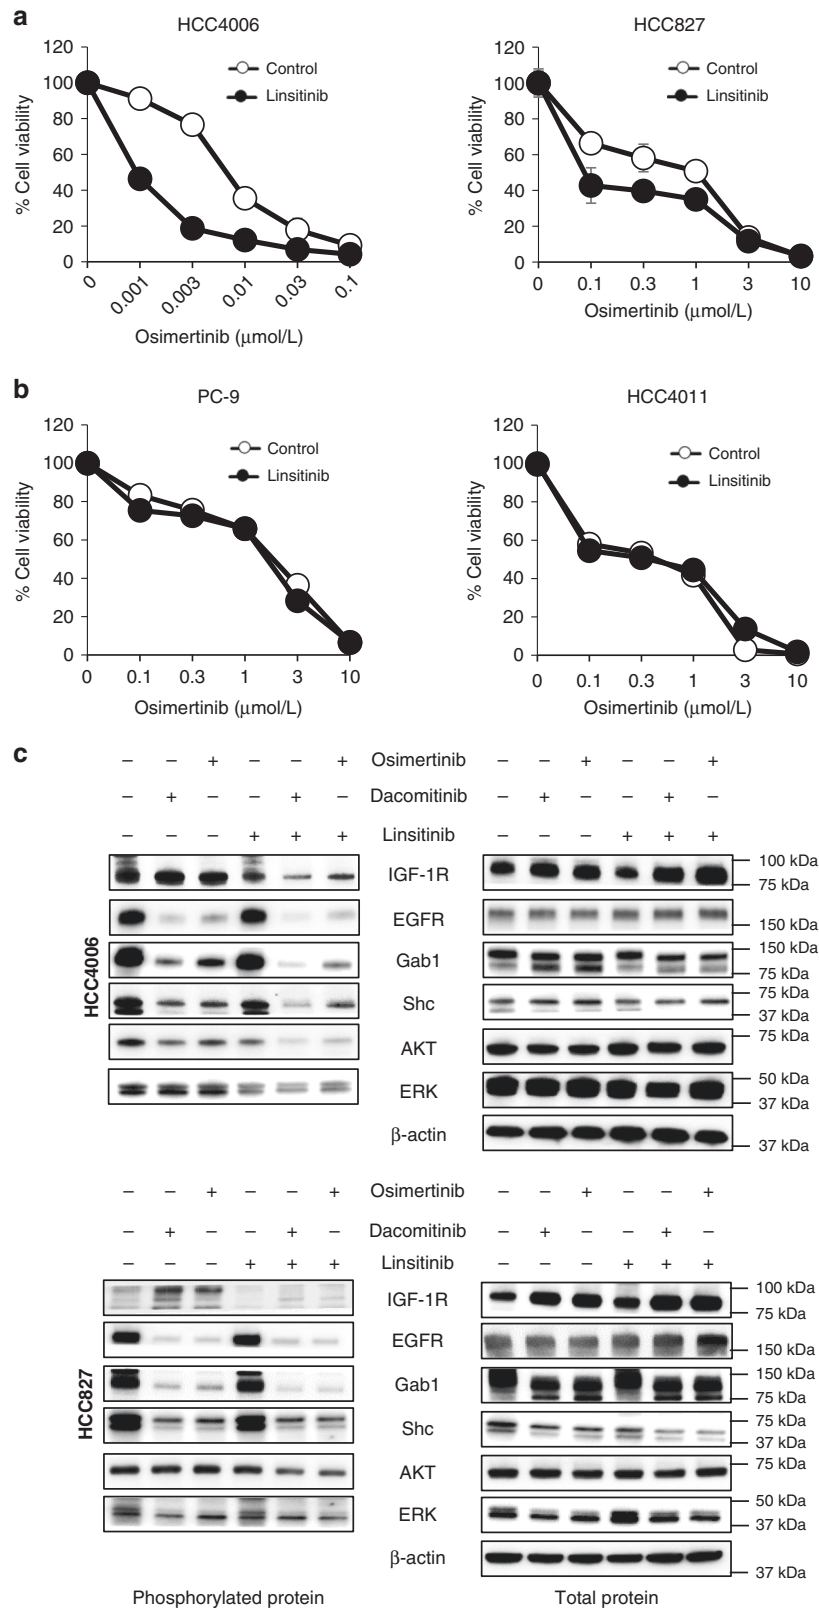 a
HCC4006
HCC827
120
100
80
60
40
20
0
% Cell viability
Control
Linsitinib
0 0.001 0.003 0.01 0.03 0.1
Osimertinib (μmol/L)
120
100
80
60
40
20
0
% Cell viability
Control
Linsitinib
0 0.1 0.3 1 3 10
Osimertinib (μmol/L)
b
PC-9
HCC4011
120
100
80
60
40
20
0
% Cell viability
Control
Linsitinib
0 0.1 0.3 1 3 10
Osimertinib (μmol/L)
120
100
80
60
40
20
0
% Cell viability
Control
Linsitinib
0 0.1 0.3 1 3 10
Osimertinib (μmol/L)
c
– – + – – + Osimertinib – – + – – +
– + – – + – Dacomitinib – + – – + –
– – – + + + Linsitinib – – – + + +
HCC4006
IGF-1R 100 kDa
75 kDa
EGFR
150 kDa
Gab1 150 kDa
75 kDa
Shc 75 kDa
37 kDa
AKT 75 kDa
ERK 50 kDa
37 kDa
β-actin
37 kDa
– – + – – + Osimertinib – – + – – +
– + – – + – Dacomitinib – + – – + –
– – – + + + Linsitinib – – – + + +
HCC827
IGF-1R 100 kDa
75 kDa
EGFR
150 kDa
Gab1 150 kDa
75 kDa
Shc 75 kDa
37 kDa
AKT 75 kDa
ERK 50 kDa
37 kDa
β-actin
37 kDa
Phosphorylated protein
Total protein